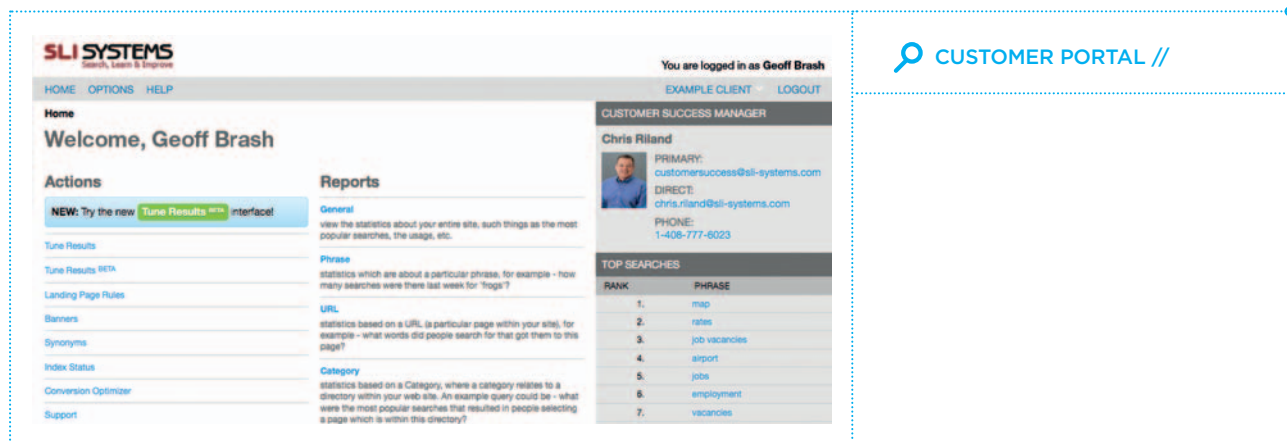 SLI SYSTEMS
Search, Learn & Improve
You are logged in as Geoff Brash
HOME OPTIONS HELP
EXAMPLE CLIENT LOGOUT
Home
Welcome, Geoff Brash
Actions
NEW: Try the new Tune Results BETA interface!
Tune Results
Tune Results BETA
Landing Page Rules
Banners
Synonyms
Index Status
Conversion Optimizer
Support
Reports
General
view the statistics about your entire site, such things as the most
popular searches, the usage, etc.
Phrase
statistics which are about a particular phrase, for example - how
many searches were there last week for 'frogs'?
URL
statistics based on a URL (a particular page within your site), for
example - what words did people search for that got them to this
page?
Category
statistics based on a Category, where a category relates to a
directory within your web site. An example query could be - what
were the most popular searches that resulted in people selecting
a page which is within this directory?
CUSTOMER SUCCESS MANAGER
Chris Riland
PRIMARY:
customersuccess@sli-systems.com
DIRECT:
chris.riland@sli-systems.com
PHONE:
1-408-777-6023
TOP SEARCHES
RANK PHRASE
1. map
2. rates
3. job vacancies
4. airport
5. jobs
6. employment
7. vacancies
CUSTOMER PORTAL //